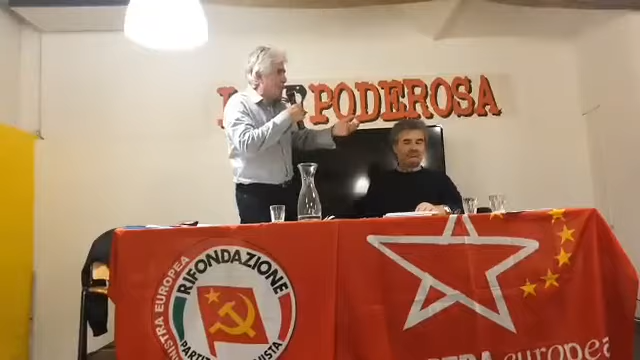 PODEROSA
RIFONDAZIONE
SINISTRA EUROPEA
PARTITO
europea